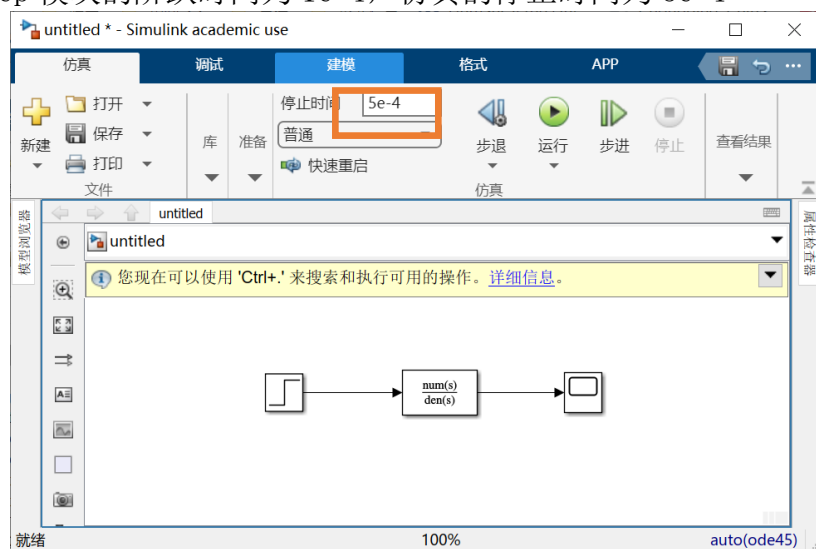 untitled * - Simulink academic use
仿真 调试 建模 格式 APP
新建
打开
保存
打印
文件
库
准备
停止时间 5e-4
普通
快速重启
步退
运行
步进
停止
仿真
查看结果
模型浏览器
untitled
untitled
您现在可以使用 'Ctrl+.' 来搜索和执行可用的操作。详细信息。
属性检查器
num(s)
den(s)
就绪 100% auto(ode45)